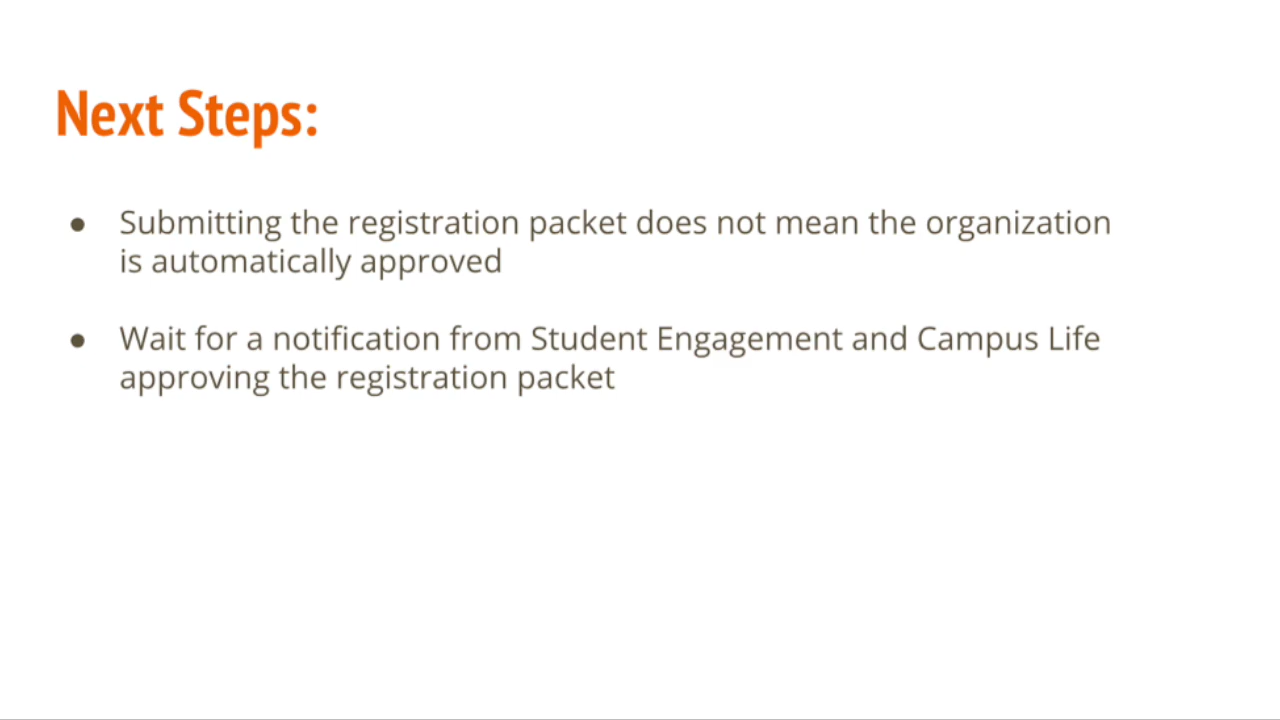 Next Steps:
● Submitting the registration packet does not mean the organization
is automatically approved
● Wait for a notification from Student Engagement and Campus Life
approving the registration packet